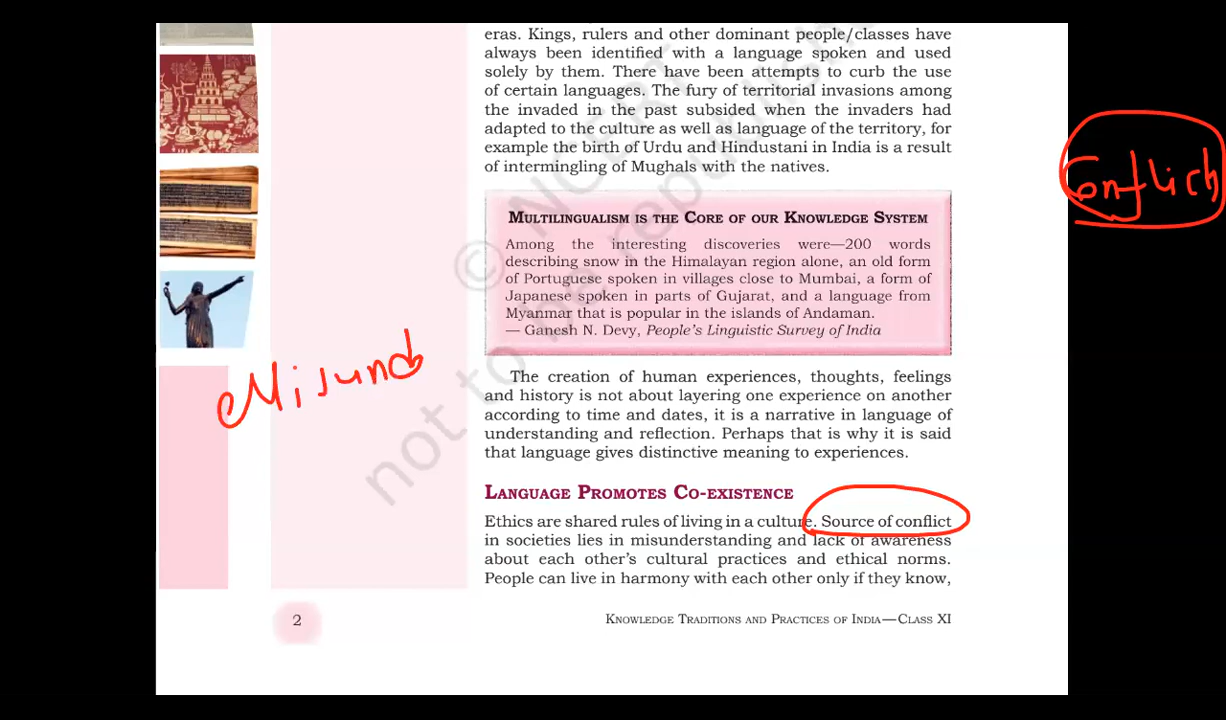 eras. Kings, rulers and other dominant people/classes have
always been identified with a language spoken and used
solely by them. There have been attempts to curb the use
of certain languages. The fury of territorial invasions among
the invaded in the past subsided when the invaders had
adapted to the culture as well as language of the territory, for
example the birth of Urdu and Hindustani in India is a result
of intermingling of Mughals with the natives.
Conflich
MULTILINGUALISM IS THE CORE OF OUR KNOWLEDGE SYSTEM
Among the interesting discoveries were—200 words
describing snow in the Himalayan region alone, an old form
of Portuguese spoken in villages close to Mumbai, a form of
Japanese spoken in parts of Gujarat, and a language from
Myanmar that is popular in the islands of Andaman.
— Ganesh N. Devy, People's Linguistic Survey of India
Misund
The creation of human experiences, thoughts, feelings
and history is not about layering one experience on another
according to time and dates, it is a narrative in language of
understanding and reflection. Perhaps that is why it is said
that language gives distinctive meaning to experiences.
LANGUAGE PROMOTES CO-EXISTENCE
Ethics are shared rules of living in a culture. Source of conflict
in societies lies in misunderstanding and lack of awareness
about each other's cultural practices and ethical norms.
People can live in harmony with each other only if they know,
2
KNOWLEDGE TRADITIONS AND PRACTICES OF INDIA—CLASS XI
© NCERT
not to be republish